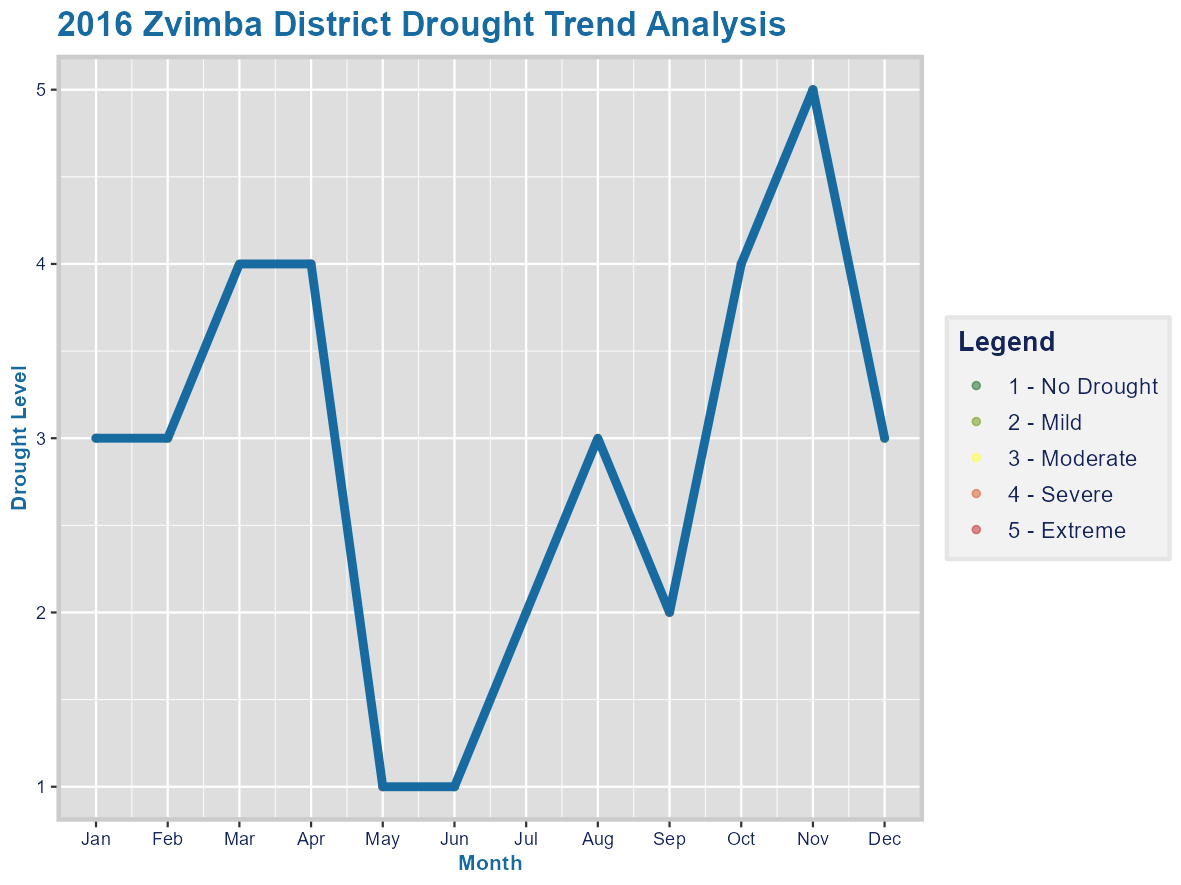 2016 Zvimba District Drought Trend Analysis
Drought Level
5
4
3
2
1
Jan Feb Mar Apr May Jun Jul Aug Sep Oct Nov Dec
Month
Legend
1 - No Drought
2 - Mild
3 - Moderate
4 - Severe
5 - Extreme